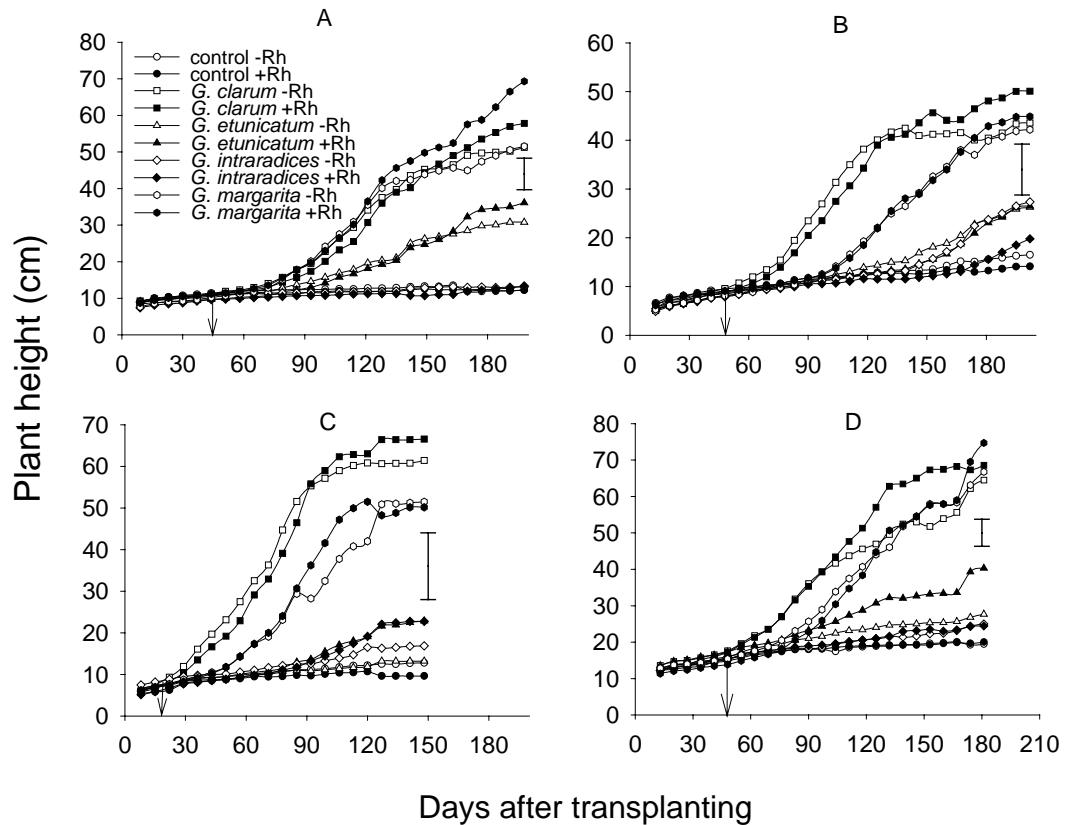 A
B
80
70
60
50
40
30
20
10
0
control -Rh
control +Rh
G. clarum -Rh
G. clarum +Rh
G. etunicatum -Rh
G. etunicatum +Rh
G. intraradices -Rh
G. intraradices +Rh
G. margarita -Rh
G. margarita +Rh
0 30 60 90 120 150 180
60
50
40
30
20
10
0
0 30 60 90 120 150 180
Plant height (cm)
C
70
60
50
40
30
20
10
0
0 30 60 90 120 150 180
D
80
70
60
50
40
30
20
10
0
0 30 60 90 120 150 180 210
Days after transplanting